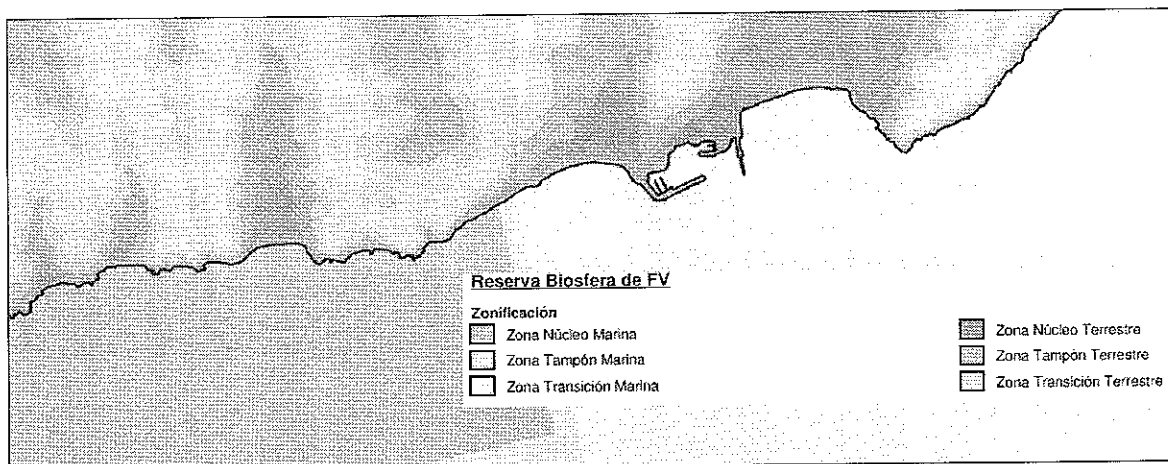 Reserva Biosfera de FV
Zonificación
Zona Núcleo Marina
Zona Tampón Marina
Zona Transición Marina
Zona Núcleo Terrestre
Zona Tampón Terrestre
Zona Transición Terrestre